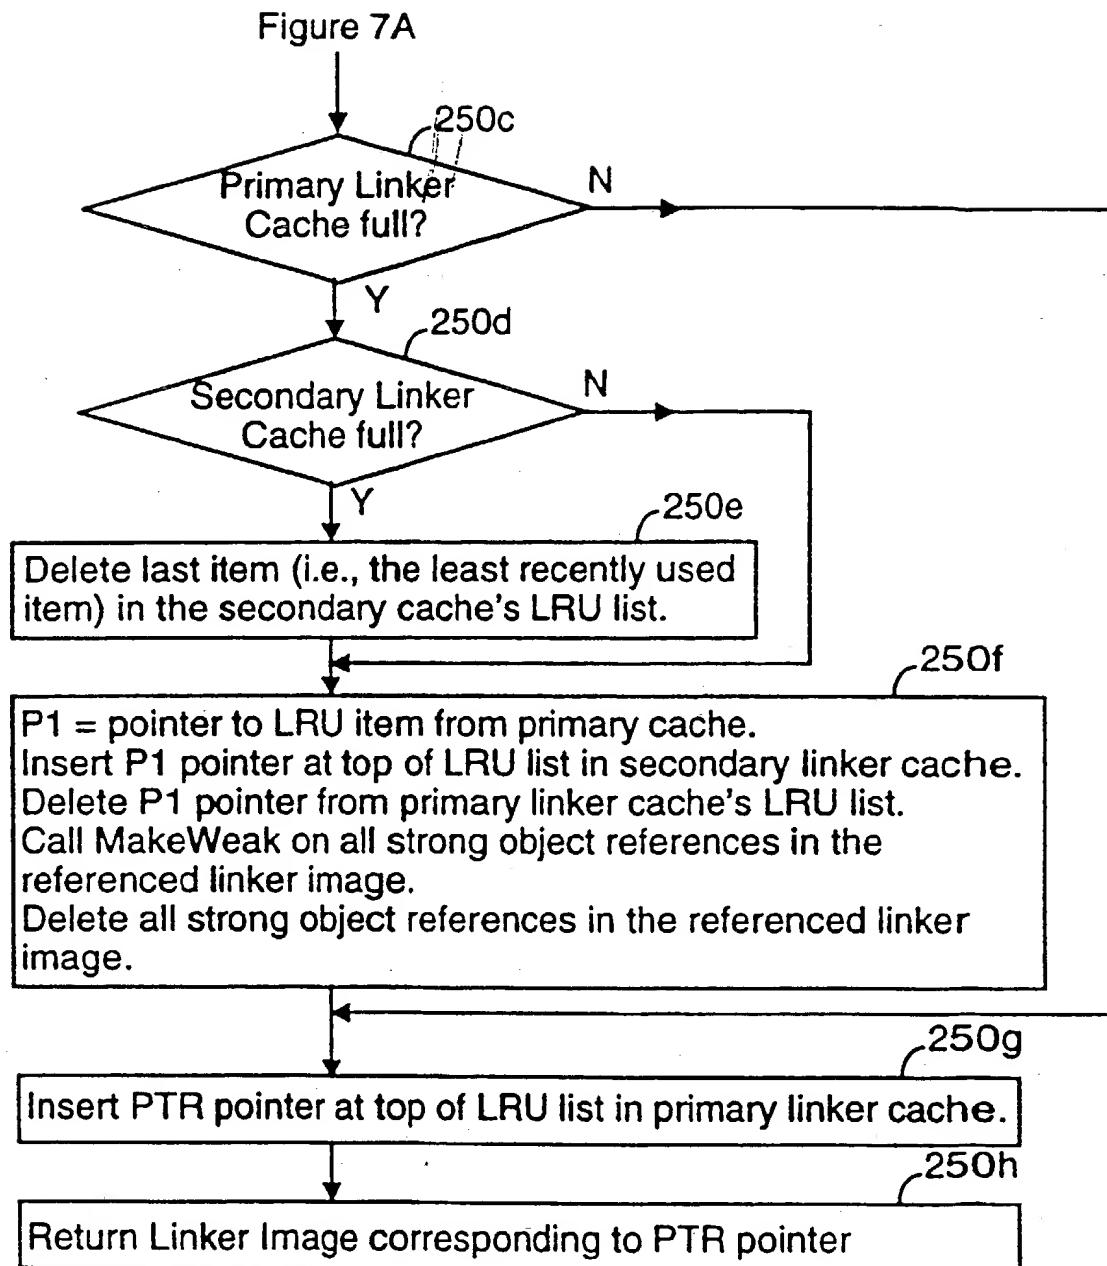 Figure 7A
250c
Primary Linker
Cache full?
N
Y
250d
Secondary Linker
Cache full?
N
Y
250e
Delete last item (i.e., the least recently used
item) in the secondary cache's LRU list.
250f
P1 = pointer to LRU item from primary cache.
Insert P1 pointer at top of LRU list in secondary linker cache.
Delete P1 pointer from primary linker cache's LRU list.
Call MakeWeak on all strong object references in the
referenced linker image.
Delete all strong object references in the referenced linker
image.
250g
Insert PTR pointer at top of LRU list in primary linker cache.
250h
Return Linker Image corresponding to PTR pointer